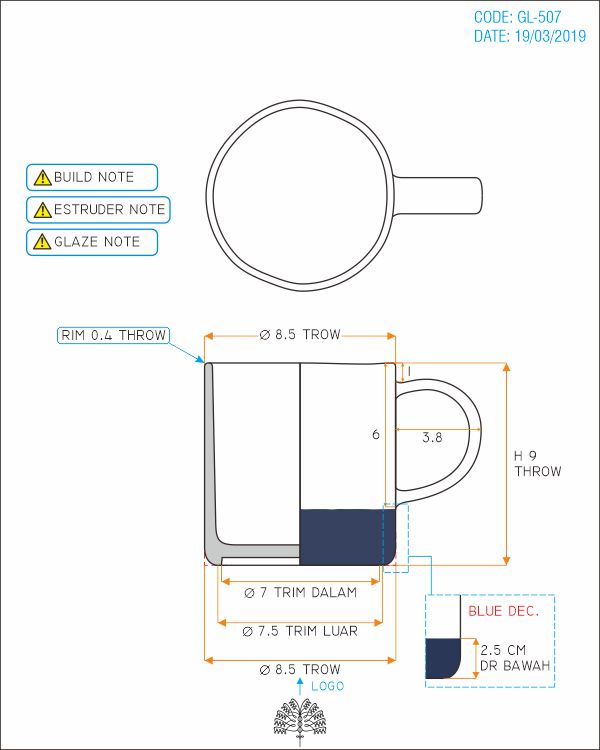 CODE: GL-507
DATE: 19/03/2019
BUILD NOTE
ESTRUDER NOTE
GLAZE NOTE
RIM 0.4 THROW
Ø 8.5 TROW
1
6
3.8
H 9
THROW
Ø 7 TRIM DALAM
Ø 7.5 TRIM LUAR
Ø 8.5 TROW
BLUE DEC.
2.5 CM
DR BAWAH
LOGO